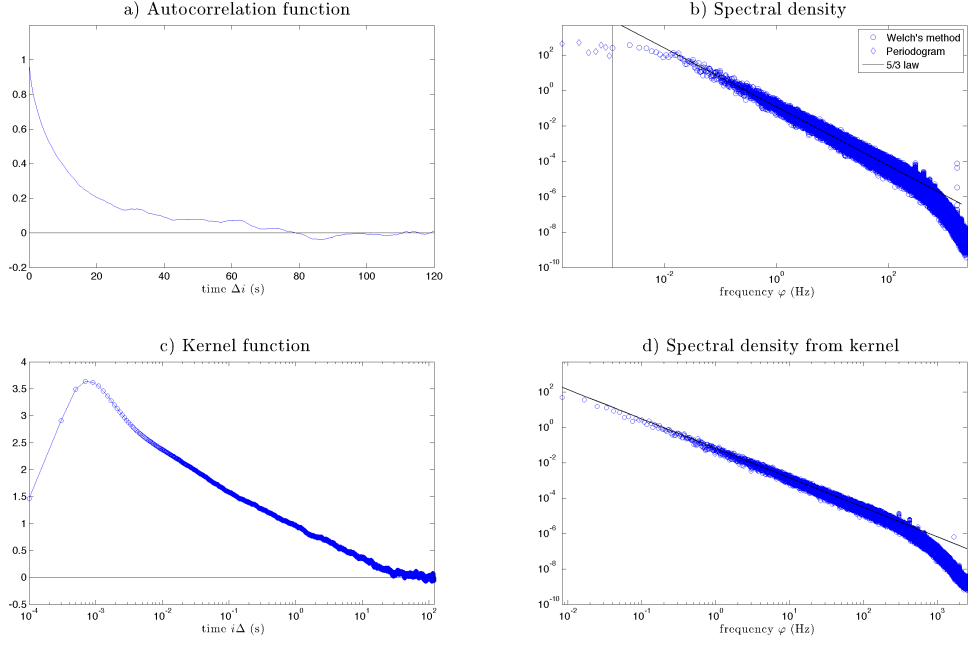 a) Autocorrelation function
1
0.8
0.6
0.4
0.2
0
-0.2
0 20 40 60 80 100 120
time Δi (s)
b) Spectral density
Welch's method
Periodogram
5/3 law
10^2
10^0
10^-2
10^-4
10^-6
10^-8
10^-10
10^-2 10^0 10^2
frequency φ (Hz)
c) Kernel function
4
3.5
3
2.5
2
1.5
1
0.5
0
-0.5
10^-4 10^-3 10^-2 10^-1 10^0 10^1 10^2
time iΔ (s)
d) Spectral density from kernel
10^2
10^0
10^-2
10^-4
10^-6
10^-8
10^-10
10^-2 10^-1 10^0 10^1 10^2 10^3
frequency φ (Hz)